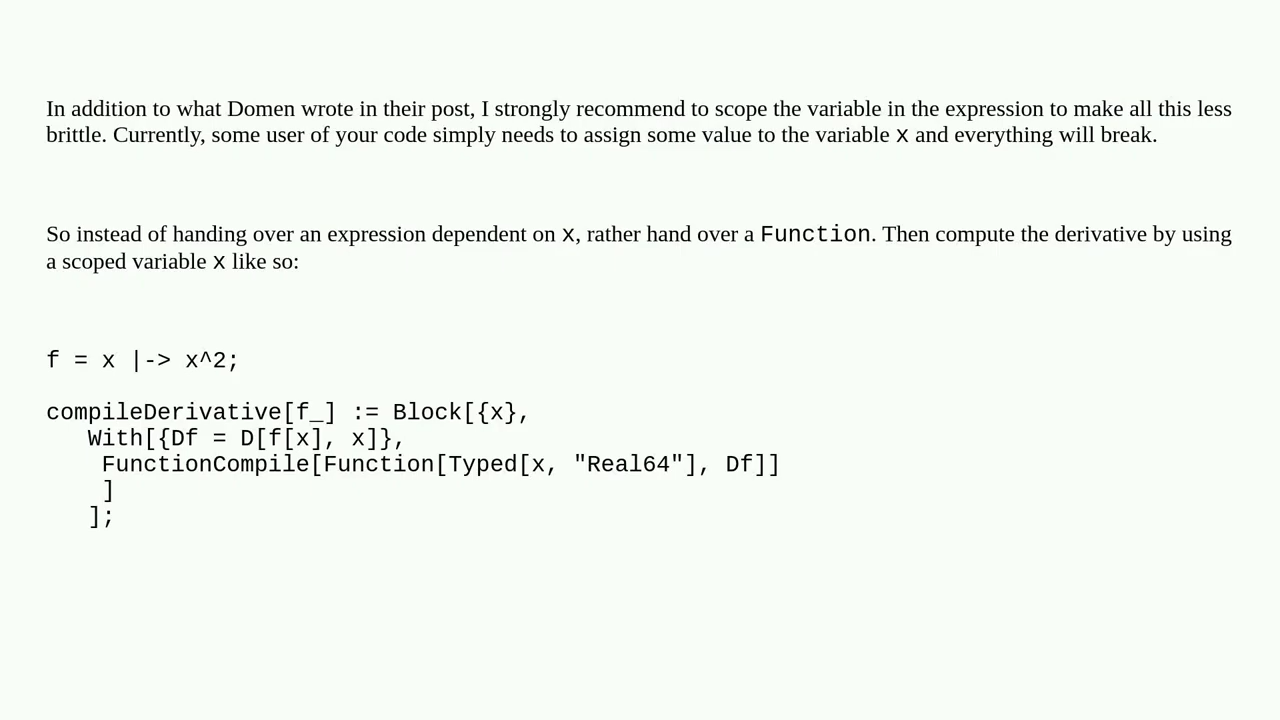 In addition to what Domen wrote in their post, I strongly recommend to scope the variable in the expression to make all this less
brittle. Currently, some user of your code simply needs to assign some value to the variable x and everything will break.
So instead of handing over an expression dependent on x, rather hand over a Function. Then compute the derivative by using
a scoped variable x like so:
f = x |-> x^2;
compileDerivative[f_] := Block[{x},
   With[{Df = D[f[x], x]},
    FunctionCompile[Function[Typed[x, "Real64"], Df]]
    ]
   ];